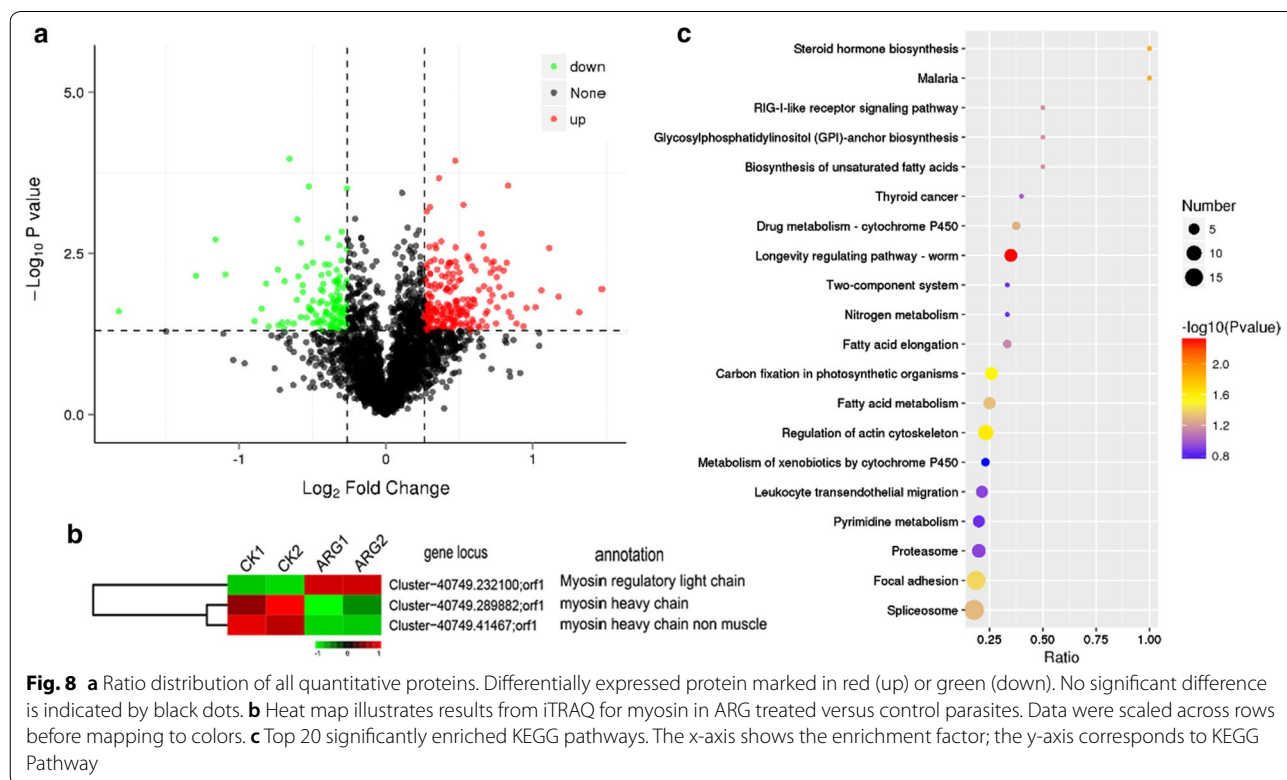 a
5.0
2.5
0.0
-1
0
1
−Log10 P value
Log2 Fold Change
down
None
up
b
CK1 CK2 ARG1 ARG2 gene locus annotation
Cluster−40749.232100;orf1 Myosin regulatory light chain
Cluster−40749.289882;orf1 myosin heavy chain
Cluster−40749.41467;orf1 myosin heavy chain non muscle
-1 0 1
c
Steroid hormone biosynthesis
Malaria
RIG-I-like receptor signaling pathway
Glycosylphosphatidylinositol (GPI)-anchor biosynthesis
Biosynthesis of unsaturated fatty acids
Thyroid cancer
Drug metabolism - cytochrome P450
Longevity regulating pathway - worm
Two-component system
Nitrogen metabolism
Fatty acid elongation
Carbon fixation in photosynthetic organisms
Fatty acid metabolism
Regulation of actin cytoskeleton
Metabolism of xenobiotics by cytochrome P450
Leukocyte transendothelial migration
Pyrimidine metabolism
Proteasome
Focal adhesion
Spliceosome
0.25 0.50 0.75 1.00
Ratio
Number
5
10
15
-log10(Pvalue)
2.0
1.6
1.2
0.8
Fig. 8 a Ratio distribution of all quantitative proteins. Differentially expressed protein marked in red (up) or green (down). No significant difference
is indicated by black dots. b Heat map illustrates results from iTRAQ for myosin in ARG treated versus control parasites. Data were scaled across rows
before mapping to colors. c Top 20 significantly enriched KEGG pathways. The x-axis shows the enrichment factor; the y-axis corresponds to KEGG
Pathway